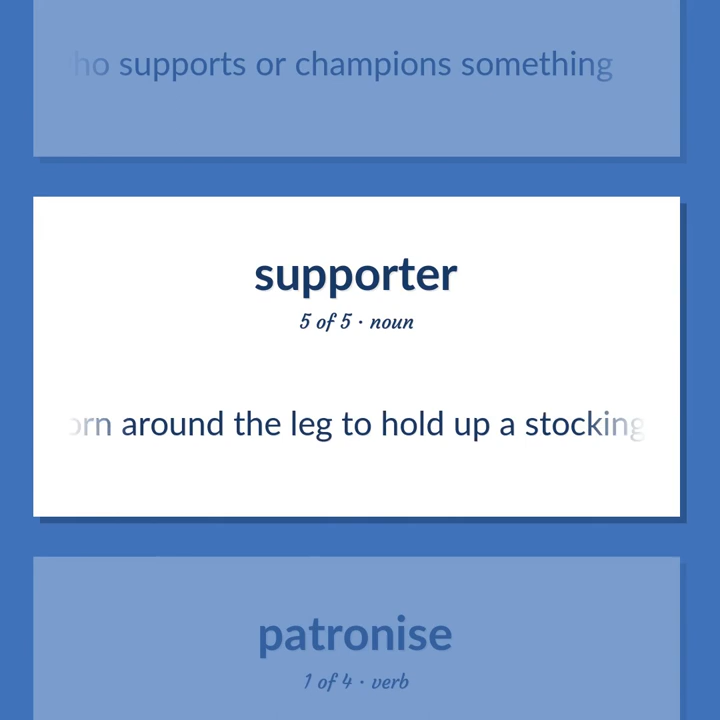 supports or champions something
supporter
5 of 5 · noun
around the leg to hold up a stocking
patronise
1 of 4 · verb